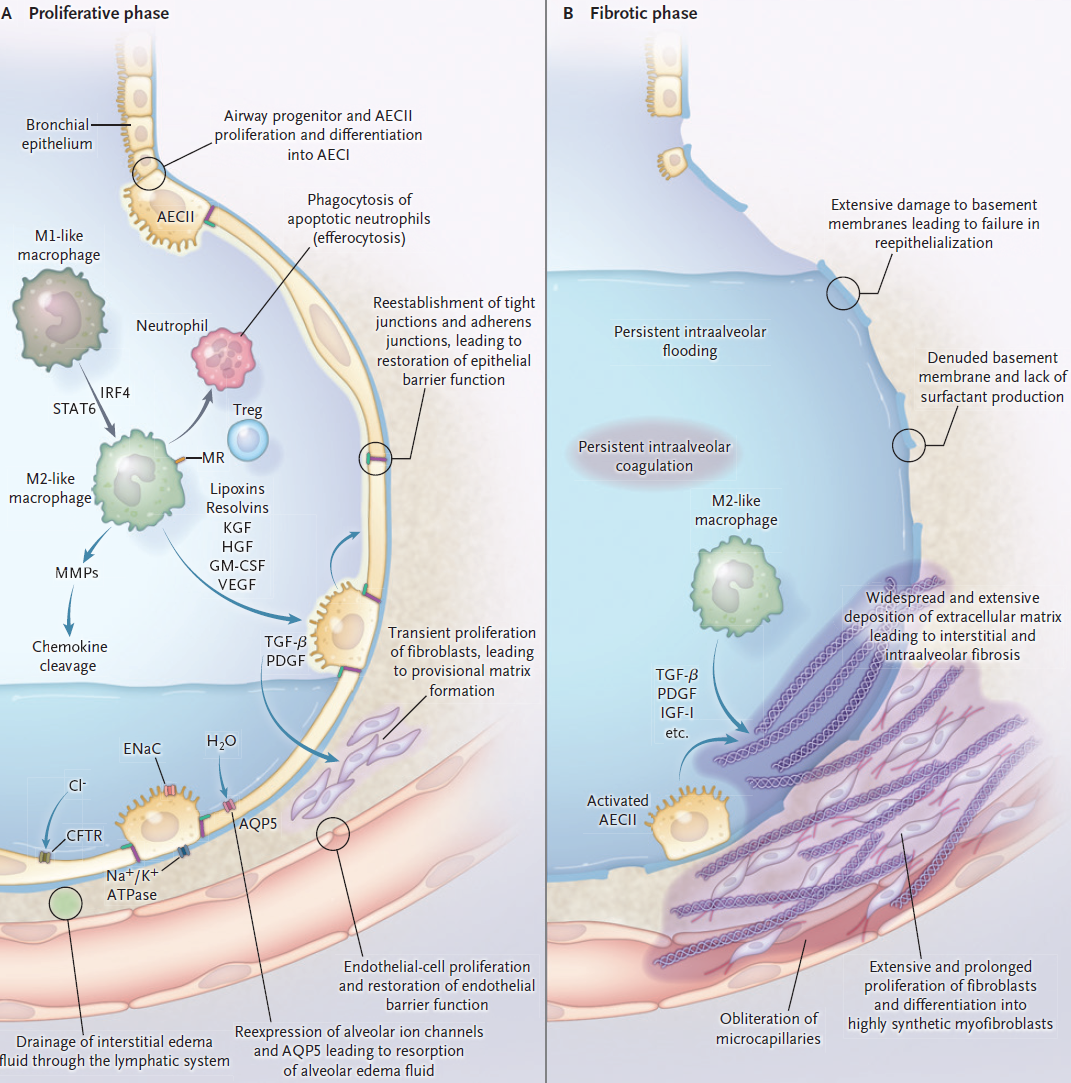 A Proliferative phase
Bronchial
epithelium
Airway progenitor and AECII
proliferation and differentiation
into AECI
AECII
Phagocytosis of
apoptotic neutrophils
(efferocytosis)
M1-like
macrophage
Neutrophil
Reestablishment of tight
junctions and adherens
junctions, leading to
restoration of epithelial
barrier function
IRF4
STAT6
Treg
MR
M2-like
macrophage
Lipoxins
Resolvins
KGF
HGF
GM-CSF
VEGF
MMPs
Chemokine
cleavage
TGF-β
PDGF
Transient proliferation
of fibroblasts, leading
to provisional matrix
formation
ENaC
H₂O
Cl-
CFTR
AQP5
Na⁺/K⁺
ATPase
Endothelial-cell proliferation
and restoration of endothelial
barrier function
Drainage of interstitial edema
fluid through the lymphatic system
Reexpression of alveolar ion channels
and AQP5 leading to resorption
of alveolar edema fluid
B Fibrotic phase
Extensive damage to basement
membranes leading to failure in
reepithelialization
Persistent intraalveolar
flooding
Denuded basement
membrane and lack of
surfactant production
Persistent intraalveolar
coagulation
M2-like
macrophage
Widespread and extensive
deposition of extracellular matrix
leading to interstitial and
intraalveolar fibrosis
TGF-β
PDGF
IGF-I
etc.
Activated
AECII
Extensive and prolonged
proliferation of fibroblasts
and differentiation into
highly synthetic myofibroblasts
Obliteration of
microcapillaries